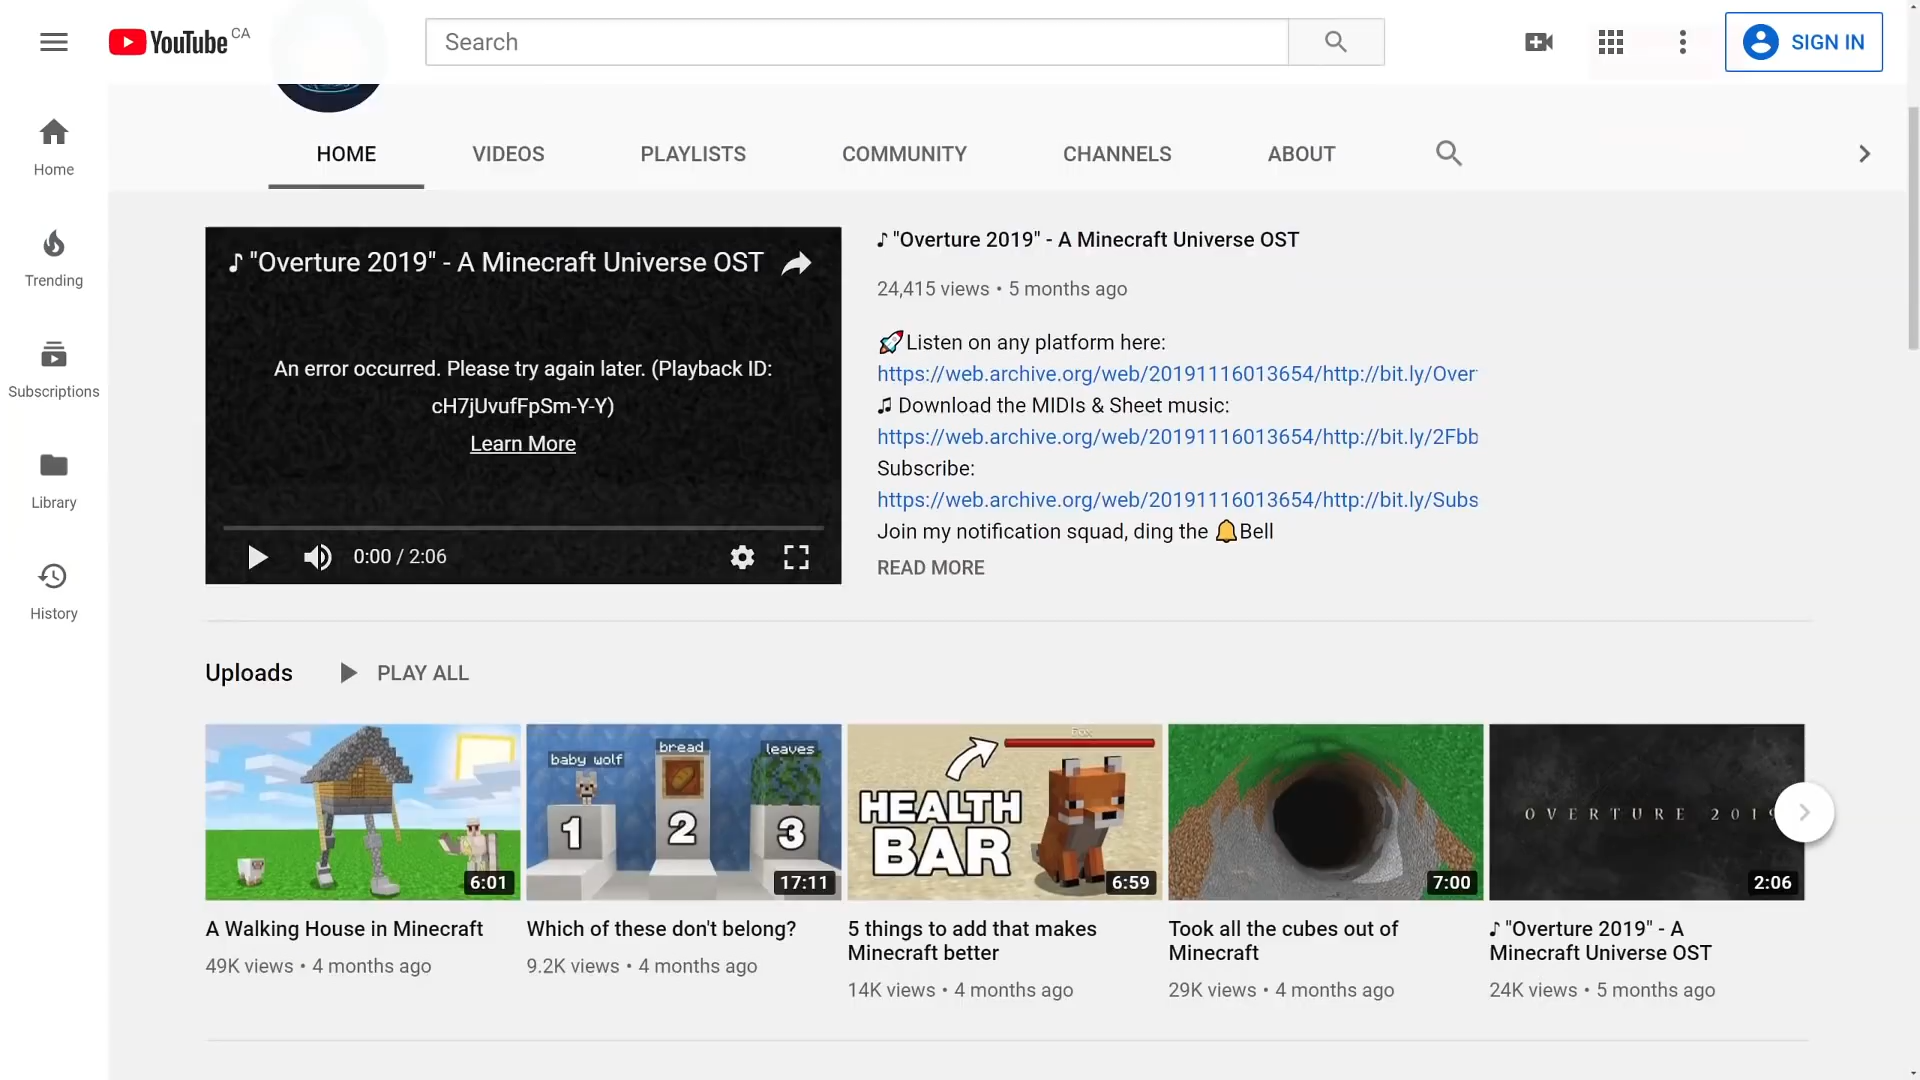 YouTube CA
Search
SIGN IN
Home
Trending
Subscriptions
Library
History
HOME
VIDEOS
PLAYLISTS
COMMUNITY
CHANNELS
ABOUT
♪ "Overture 2019" - A Minecraft Universe OST
An error occurred. Please try again later. (Playback ID:
cH7jUvufFpSm-Y-Y)
Learn More
0:00 / 2:06
♪ "Overture 2019" - A Minecraft Universe OST
24,415 views • 5 months ago
🚀Listen on any platform here:
https://web.archive.org/web/20191116013654/http://bit.ly/Over
♫ Download the MIDIs & Sheet music:
https://web.archive.org/web/20191116013654/http://bit.ly/2Fbb
Subscribe:
https://web.archive.org/web/20191116013654/http://bit.ly/Subs
Join my notification squad, ding the 🔔Bell
READ MORE
Uploads
PLAY ALL
6:01
A Walking House in Minecraft
49K views • 4 months ago
baby wolf
bread
leaves
1
2
3
17:11
Which of these don't belong?
9.2K views • 4 months ago
Fox
HEALTH
BAR
6:59
5 things to add that makes
Minecraft better
14K views • 4 months ago
7:00
Took all the cubes out of
Minecraft
29K views • 4 months ago
OVERTURE 2019
2:06
♪ "Overture 2019" - A
Minecraft Universe OST
24K views • 5 months ago